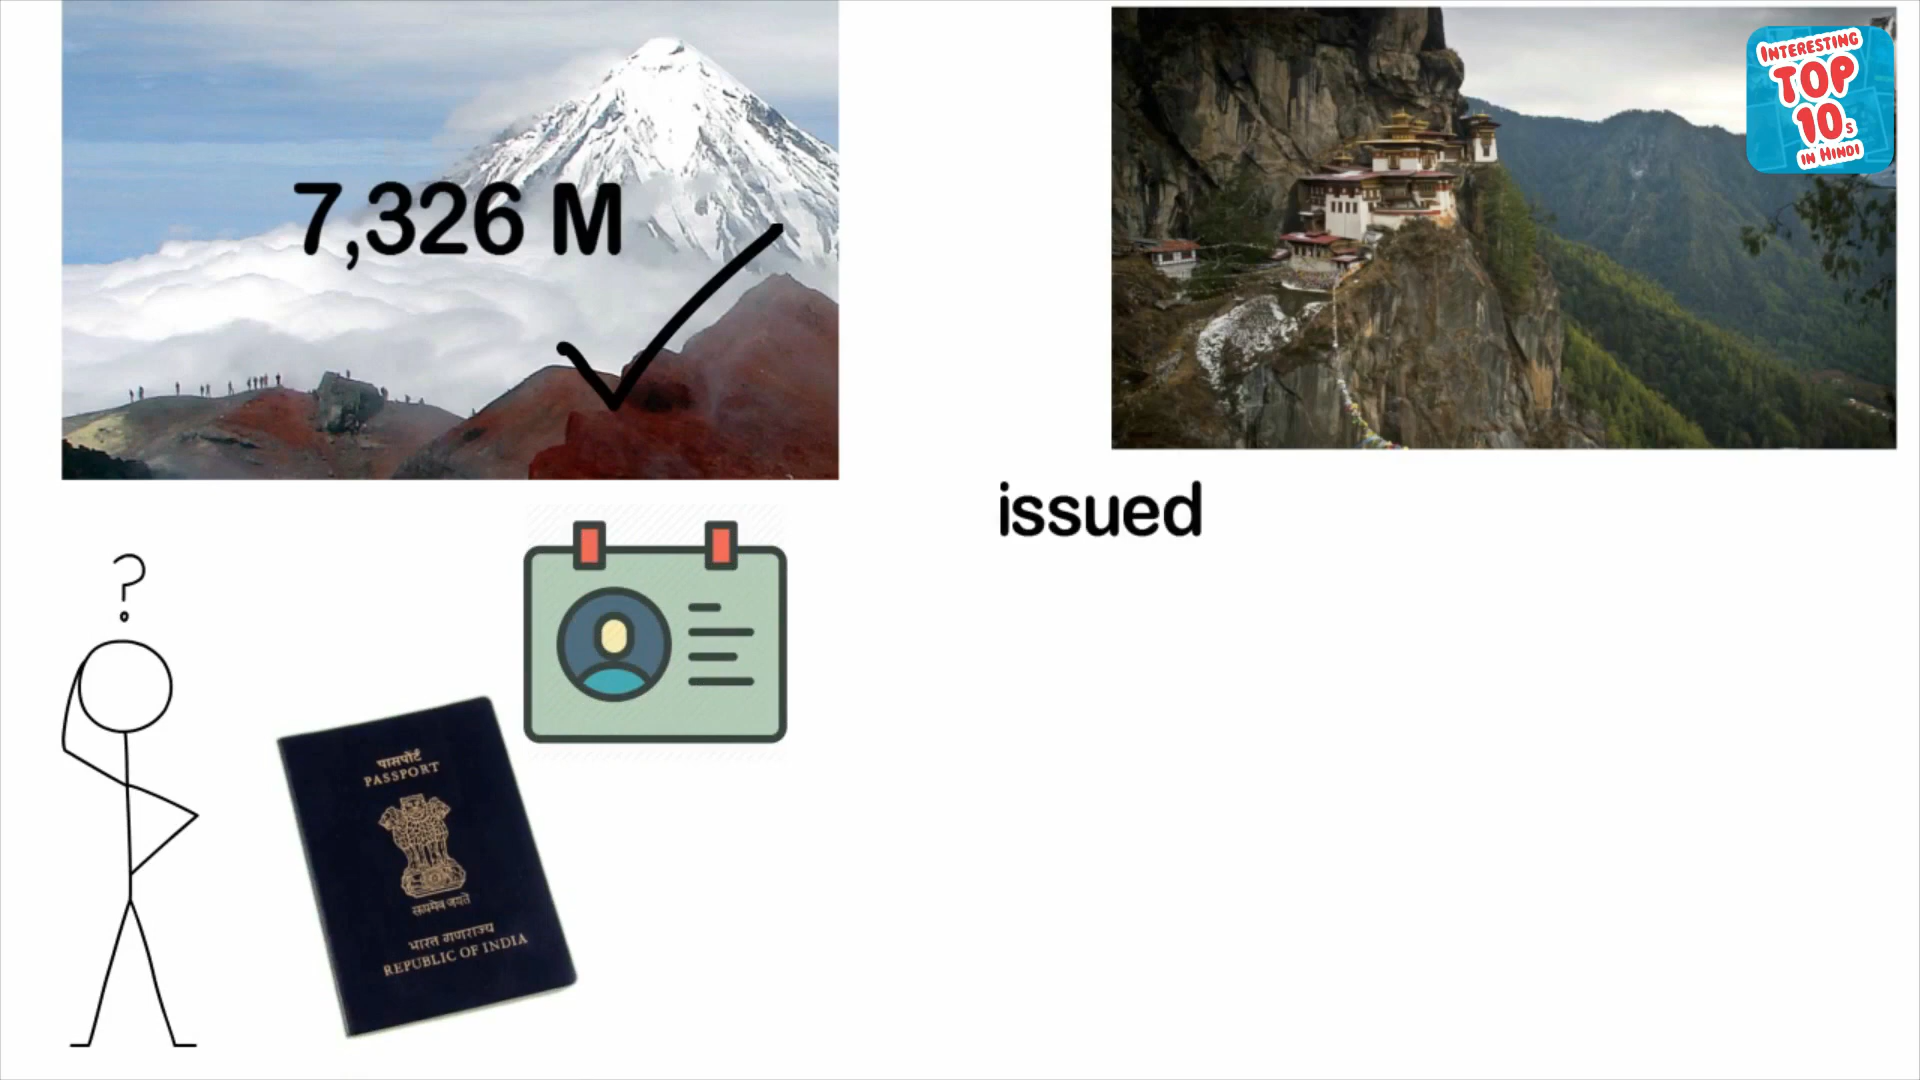 7,326 M
INTERESTING
TOP
10s
IN HINDI
issued
?
पासपोर्ट
PASSPORT
सत्यमेव जयते
भारत गणराज्य
REPUBLIC OF INDIA